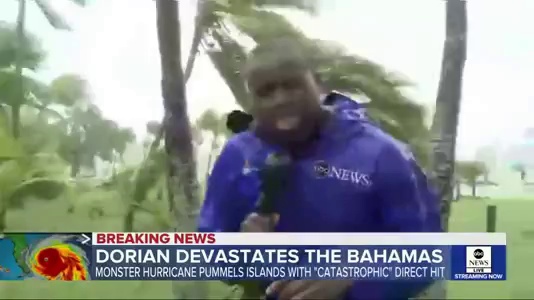 abc NEWS
BREAKING NEWS
DORIAN DEVASTATES THE BAHAMAS
MONSTER HURRICANE PUMMELS ISLANDS WITH "CATASTROPHIC" DIRECT HIT
abc
NEWS
LIVE
STREAMING NOW